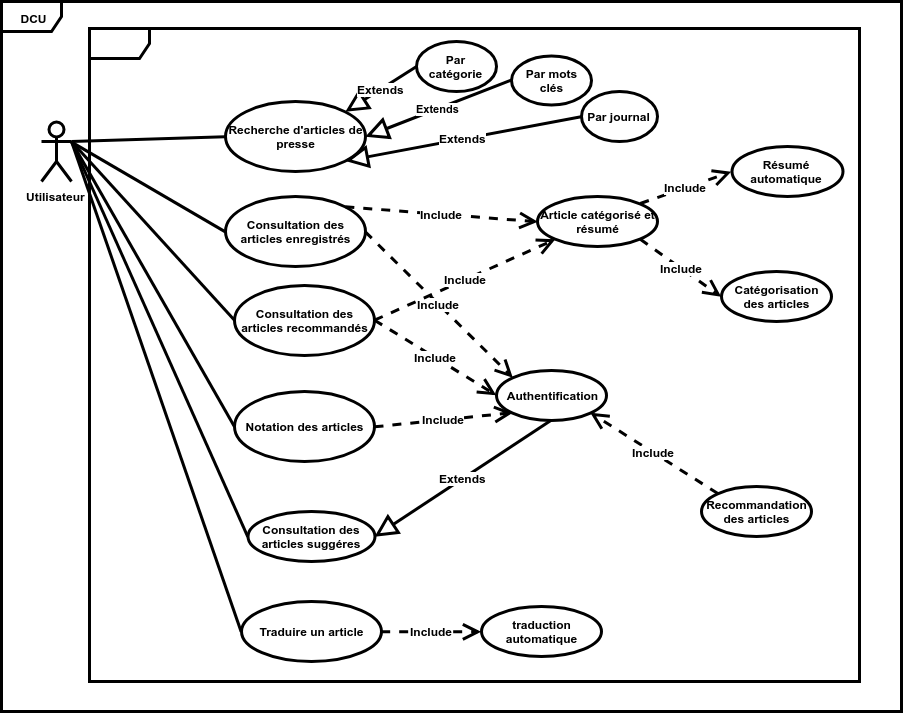 DCU
Par
catégorie
Par mots
clés
Par journal
Extends
Extends
Extends
Recherche d'articles de
presse
Utilisateur
Résumé
automatique
Include
Article catégorisé et
résumé
Include
Consultation des
articles enregistrés
Include
Include
Catégorisation
des articles
Include
Consultation des
articles recommandés
Include
Authentification
Notation des articles
Include
Include
Extends
Recommandation
des articles
Consultation des
articles suggéres
Traduire un article
Include
traduction
automatique